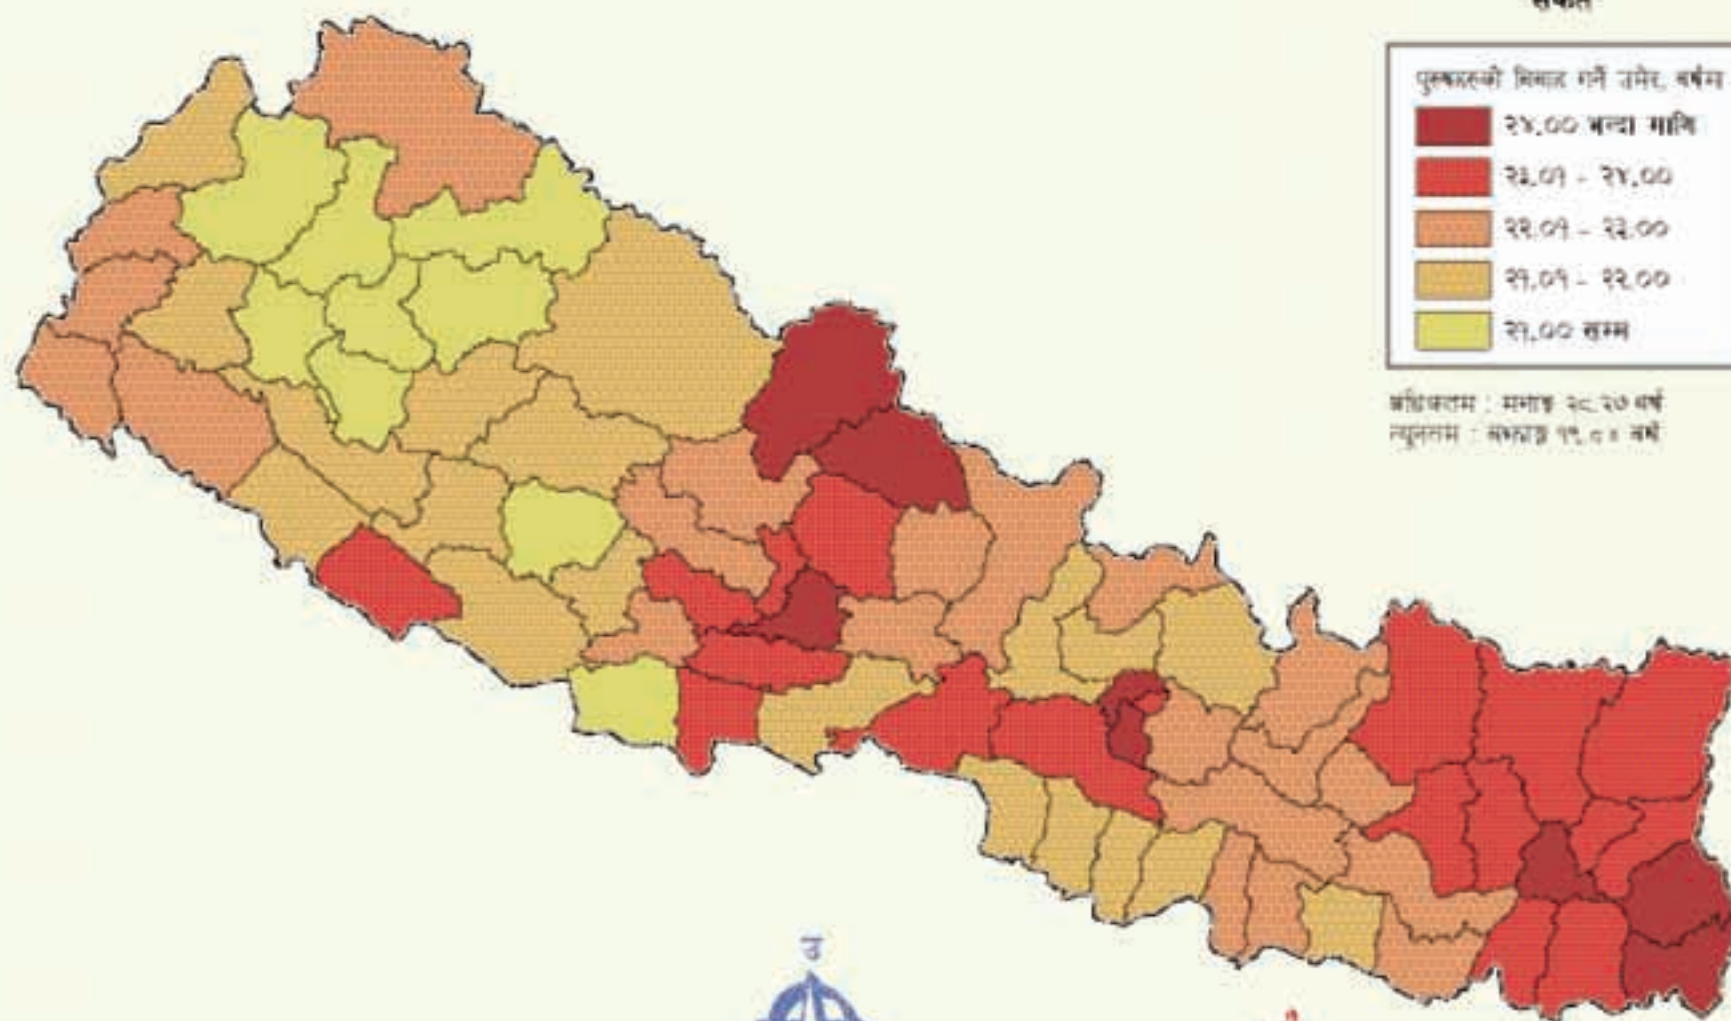 संकेत
पुरुषहरुको विवाह गर्ने उमेर, वर्षमा
२४.०० भन्दा माथि
२३.०१ - २४.००
२२.०१ - २३.००
२१.०१ - २२.००
२१.०० सम्म
अधिकतम : मनाङ २८.२७ वर्ष
न्यूनतम : बझाङ वर्ष
उ